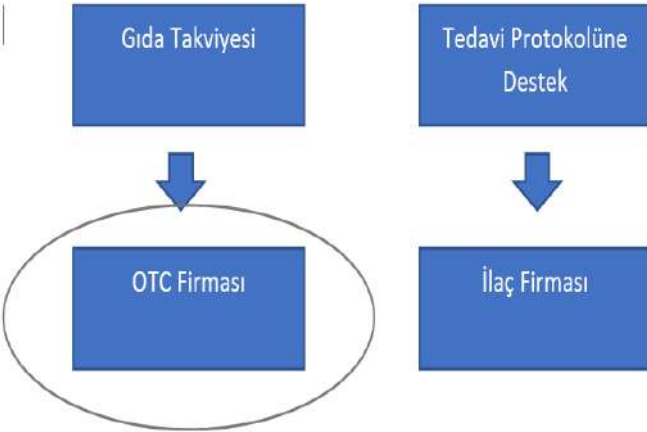 Gıda Takviyesi
Tedavi Protokolüne
Destek
OTC Firması
İlaç Firması